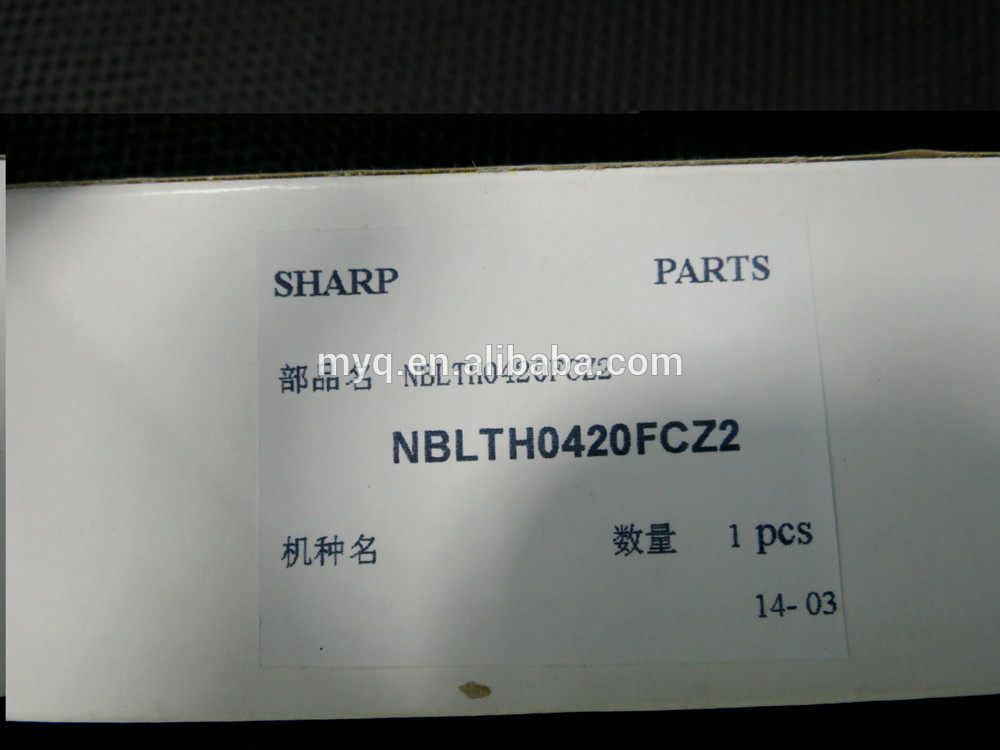 SHARP PARTS
部品名 NBLTH0420FCZ2
myq.en.alibaba.com
NBLTH0420FCZ2
机种名 数量 1 pcs
14-03